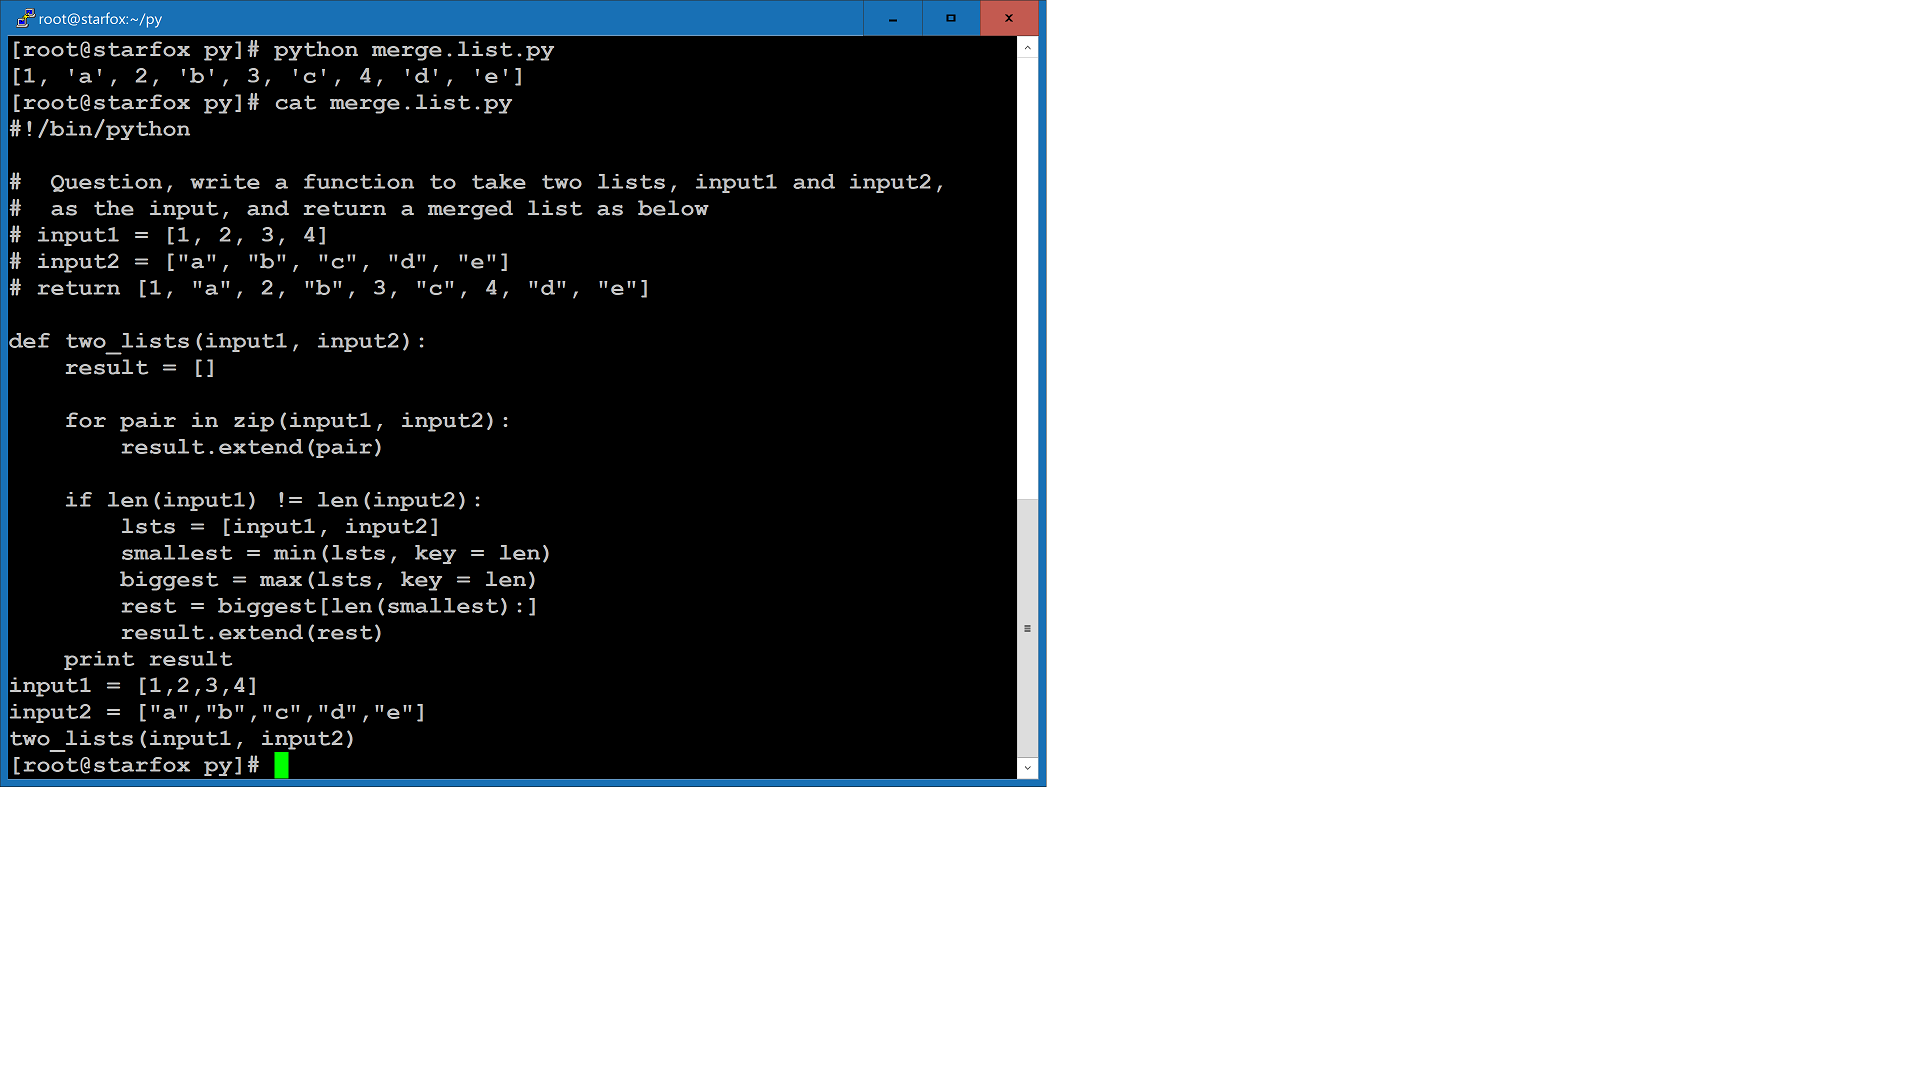 root@starfox:~/py
[root@starfox py]# python merge.list.py
[1, 'a', 2, 'b', 3, 'c', 4, 'd', 'e']
[root@starfox py]# cat merge.list.py
#!/bin/python

#  Question, write a function to take two lists, input1 and input2,
#  as the input, and return a merged list as below
# input1 = [1, 2, 3, 4]
# input2 = ["a", "b", "c", "d", "e"]
# return [1, "a", 2, "b", 3, "c", 4, "d", "e"]

def two_lists(input1, input2):
    result = []

    for pair in zip(input1, input2):
        result.extend(pair)

    if len(input1) != len(input2):
        lsts = [input1, input2]
        smallest = min(lsts, key = len)
        biggest = max(lsts, key = len)
        rest = biggest[len(smallest):]
        result.extend(rest)
    print result
input1 = [1,2,3,4]
input2 = ["a","b","c","d","e"]
two_lists(input1, input2)
[root@starfox py]#